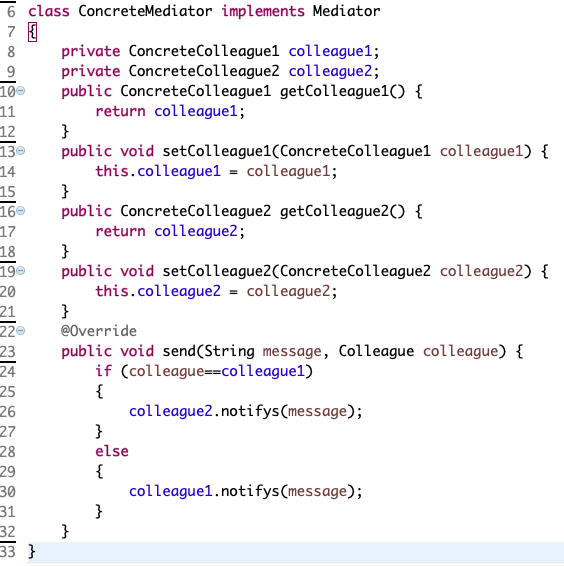 6 class ConcreteMediator implements Mediator
7 {
8     private ConcreteColleague1 colleague1;
9     private ConcreteColleague2 colleague2;
10     public ConcreteColleague1 getColleague1() {
11         return colleague1;
12     }
13     public void setColleague1(ConcreteColleague1 colleague1) {
14         this.colleague1 = colleague1;
15     }
16     public ConcreteColleague2 getColleague2() {
17         return colleague2;
18     }
19     public void setColleague2(ConcreteColleague2 colleague2) {
20         this.colleague2 = colleague2;
21     }
22     @Override
23     public void send(String message, Colleague colleague) {
24         if (colleague==colleague1)
25         {
26             colleague2.notifys(message);
27         }
28         else
29         {
30             colleague1.notifys(message);
31         }
32     }
33 }